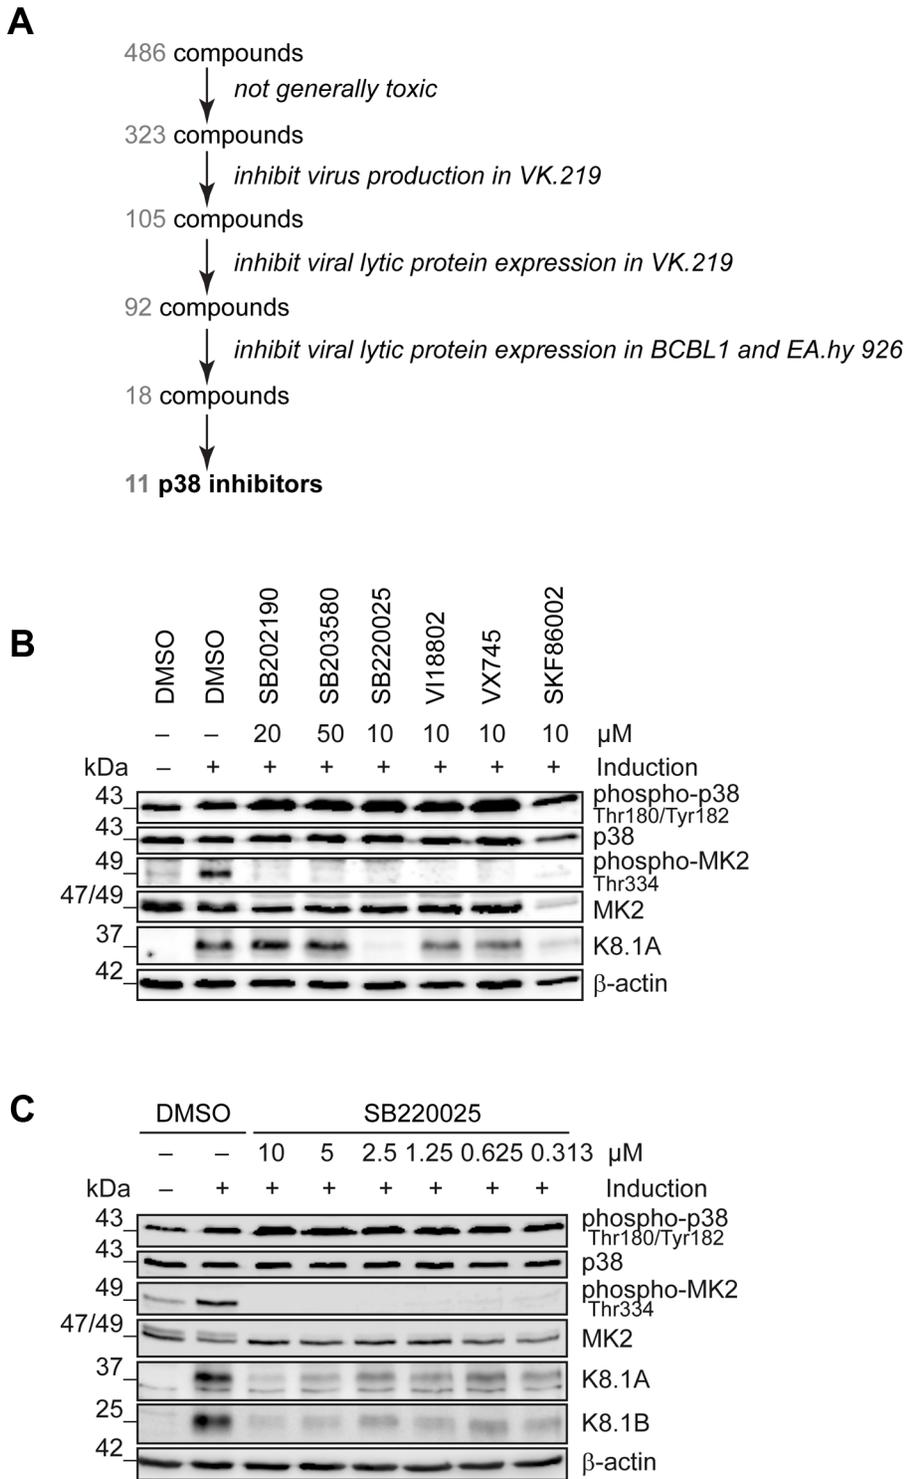 A
486 compounds
not generally toxic
323 compounds
inhibit virus production in VK.219
105 compounds
inhibit viral lytic protein expression in VK.219
92 compounds
inhibit viral lytic protein expression in BCBL1 and EA.hy 926
18 compounds
11 p38 inhibitors
B
DMSO DMSO SB202190 SB203580 SB220025 VI18802 VX745 SKF86002
– – 20 50 10 10 10 10 µM
kDa – + + + + + + + Induction
43 phospho-p38
Thr180/Tyr182
43 p38
49 phospho-MK2
Thr334
47/49 MK2
37 K8.1A
42 β-actin
C
DMSO SB220025
– – 10 5 2.5 1.25 0.625 0.313 µM
kDa – + + + + + + + Induction
43 phospho-p38
Thr180/Tyr182
43 p38
49 phospho-MK2
Thr334
47/49 MK2
37 K8.1A
25 K8.1B
42 β-actin